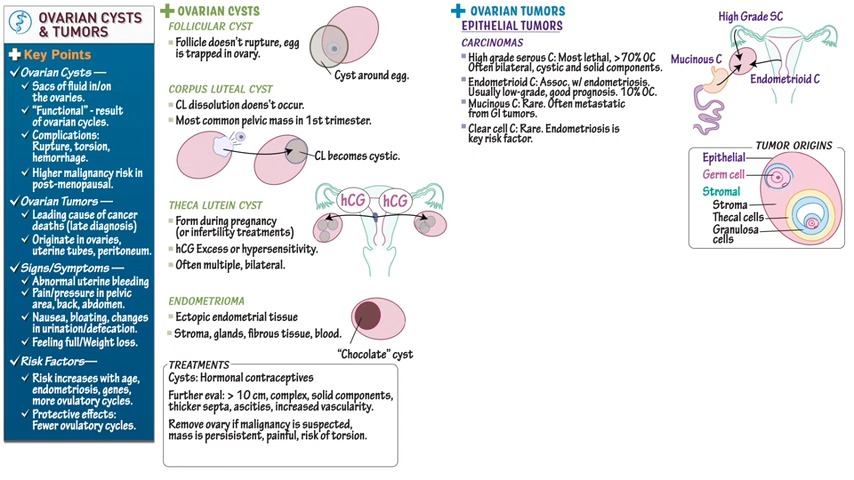 OVARIAN CYSTS
& TUMORS
Key Points
Ovarian Cysts —
Sacs of fluid in/on
the ovaries.
"Functional" - result
of ovarian cycles.
Complications:
Rupture, torsion,
hemorrhage.
Higher malignancy risk in
post-menopausal.
Ovarian Tumors —
Leading cause of cancer
deaths (late diagnosis)
Originate in ovaries,
uterine tubes, peritoneum.
Signs/Symptoms —
Abnormal uterine bleeding
Pain/pressure in pelvic
area, back, abdomen.
Nausea, bloating, changes
in urination/defecation.
Feeling full/Weight loss.
Risk Factors—
Risk increases with age,
endometriosis, genes,
more ovulatory cycles.
Protective effects:
Fewer ovulatory cycles.
OVARIAN CYSTS
FOLLICULAR CYST
Follicle doesn't rupture, egg
is trapped in ovary.
Cyst around egg.
CORPUS LUTEAL CYST
CL dissolution doens't occur.
Most common pelvic mass in 1st trimester.
CL becomes cystic.
THECA LUTEIN CYST
Form during pregnancy
(or infertility treatments)
hCG Excess or hypersensitivity.
Often multiple, bilateral.
hCG hCG
ENDOMETRIOMA
Ectopic endometrial tissue
Stroma, glands, fibrous tissue, blood.
"Chocolate" cyst
TREATMENTS
Cysts: Hormonal contraceptives
Further eval: > 10 cm, complex, solid components,
thicker septa, ascities, increased vascularity.
Remove ovary if malignancy is suspected,
mass is persisistent, painful, risk of torsion.
OVARIAN TUMORS
EPITHELIAL TUMORS
CARCINOMAS
High grade serous C: Most lethal, >70% OC
Often bilateral, cystic and solid components.
Endometrioid C: Assoc. w/ endometriosis.
Usually low-grade, good prognosis. 10% OC.
Mucinous C: Rare. Often metastatic
from GI tumors.
Clear cell C: Rare. Endometriosis is
key risk factor.
High Grade SC
Mucinous C
Endometrioid C
TUMOR ORIGINS
Epithelial
Germ cell
Stromal
Stroma
Thecal cells
Granulosa
cells